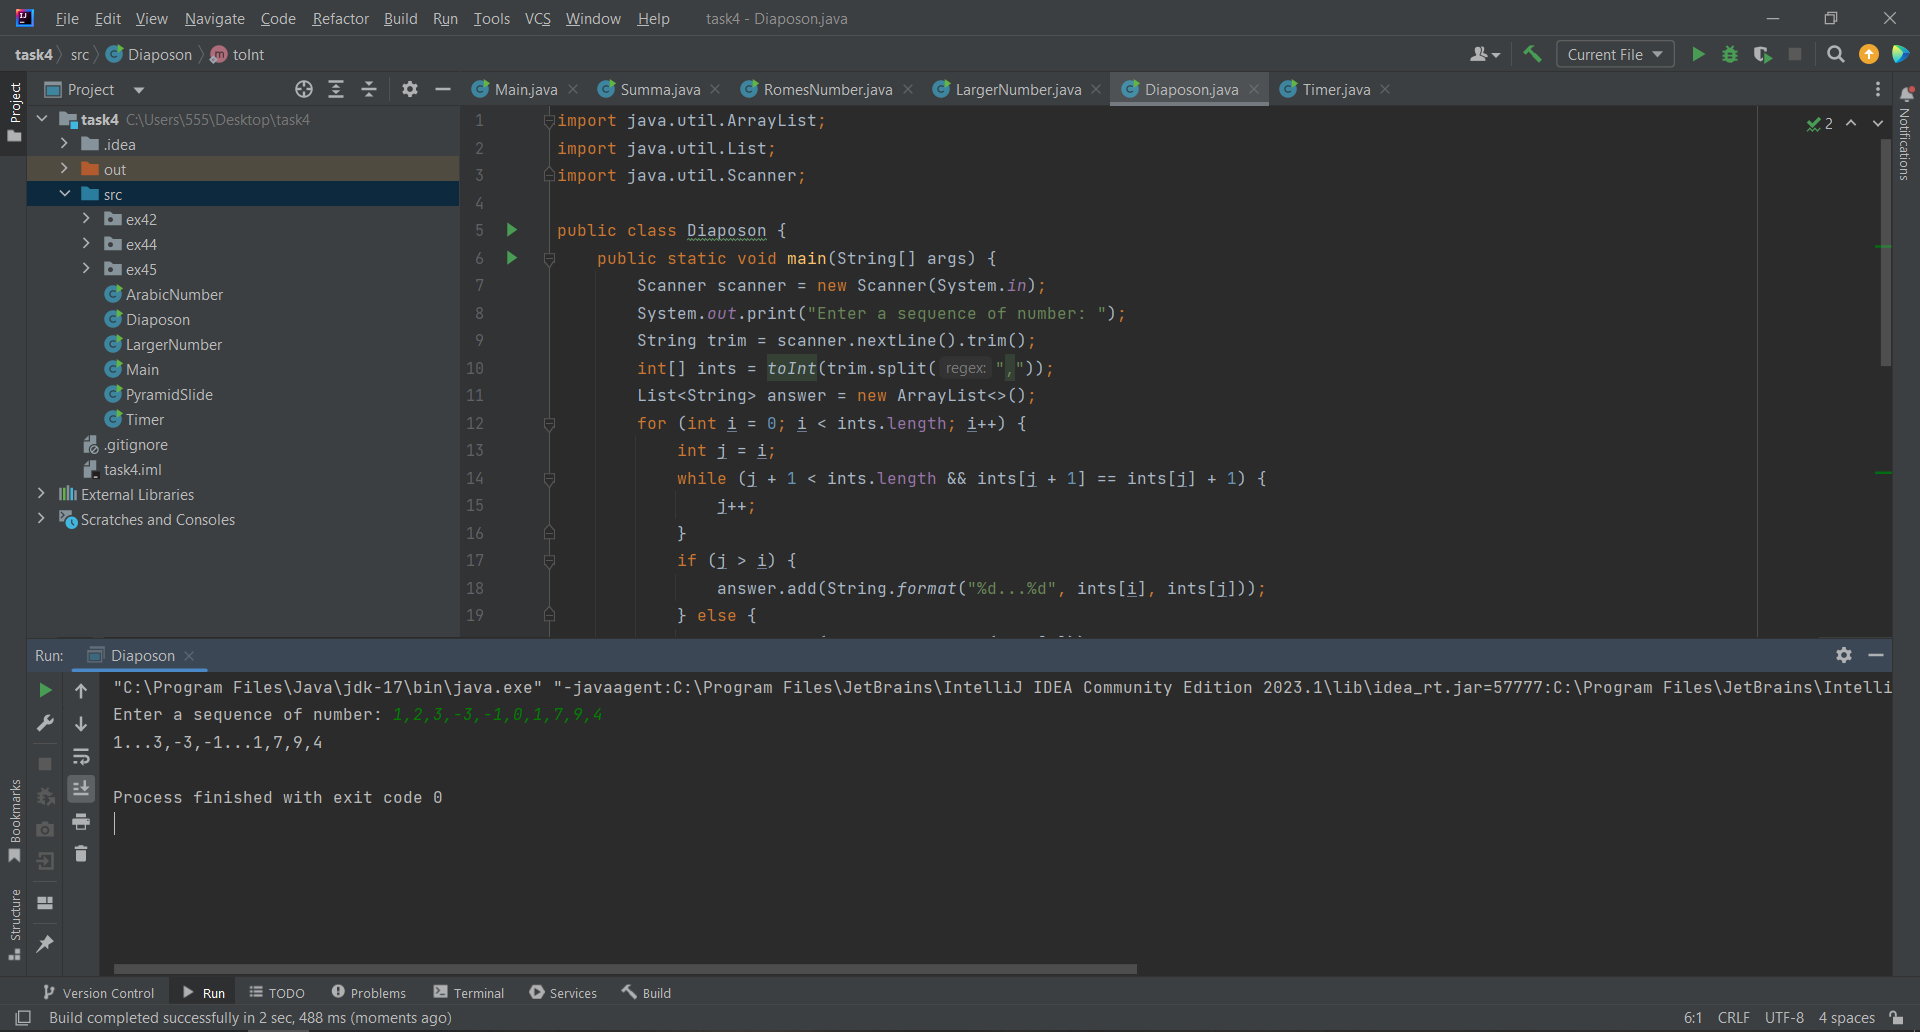 File Edit View Navigate Code Refactor Build Run Tools VCS Window Help task4 - Diaposon.java
task4 src Diaposon toInt Current File
Project
Project
Main.java Summa.java RomesNumber.java LargerNumber.java Diaposon.java Timer.java
Notifications
task4 C:\Users\555\Desktop\task4
.idea
out
src
ex42
ex44
ex45
ArabicNumber
Diaposon
LargerNumber
Main
PyramidSlide
Timer
.gitignore
task4.iml
External Libraries
Scratches and Consoles
2
1 import java.util.ArrayList;
2 import java.util.List;
3 import java.util.Scanner;
4
5 public class Diaposon {
6 public static void main(String[] args) {
7 Scanner scanner = new Scanner(System.in);
8 System.out.print("Enter a sequence of number: ");
9 String trim = scanner.nextLine().trim();
10 int[] ints = toInt(trim.split( regex: ","));
11 List<String> answer = new ArrayList<>();
12 for (int i = 0; i < ints.length; i++) {
13 int j = i;
14 while (j + 1 < ints.length && ints[j + 1] == ints[j] + 1) {
15 j++;
16 }
17 if (j > i) {
18 answer.add(String.format("%d...%d", ints[i], ints[j]));
19 } else {
Run: Diaposon
"C:\Program Files\Java\jdk-17\bin\java.exe" "-javaagent:C:\Program Files\JetBrains\IntelliJ IDEA Community Edition 2023.1\lib\idea_rt.jar=57777:C:\Program Files\JetBrains\Intelli
Enter a sequence of number: 1,2,3,-3,-1,0,1,7,9,4
1...3,-3,-1...1,7,9,4
Process finished with exit code 0
Bookmarks
Structure
Version Control Run TODO Problems Terminal Services Build
Build completed successfully in 2 sec, 488 ms (moments ago) 6:1 CRLF UTF-8 4 spaces